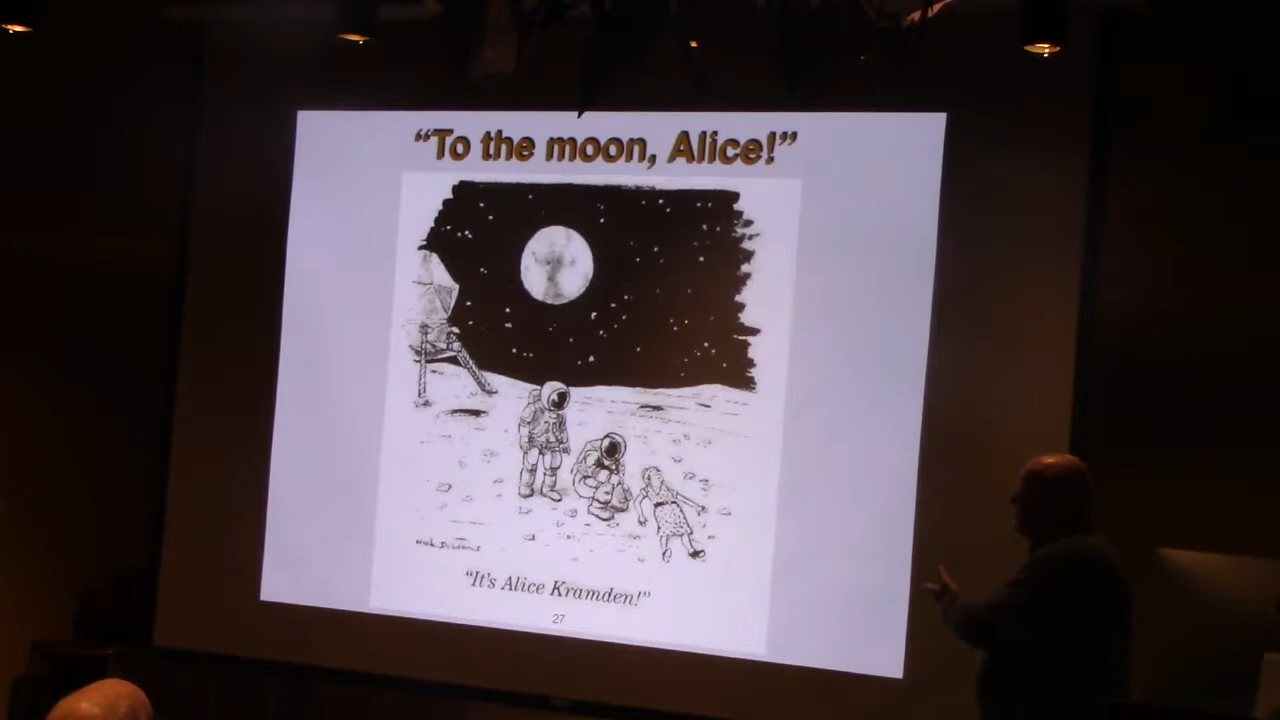 “To the moon, Alice!”
“It's Alice Kramden!”
27